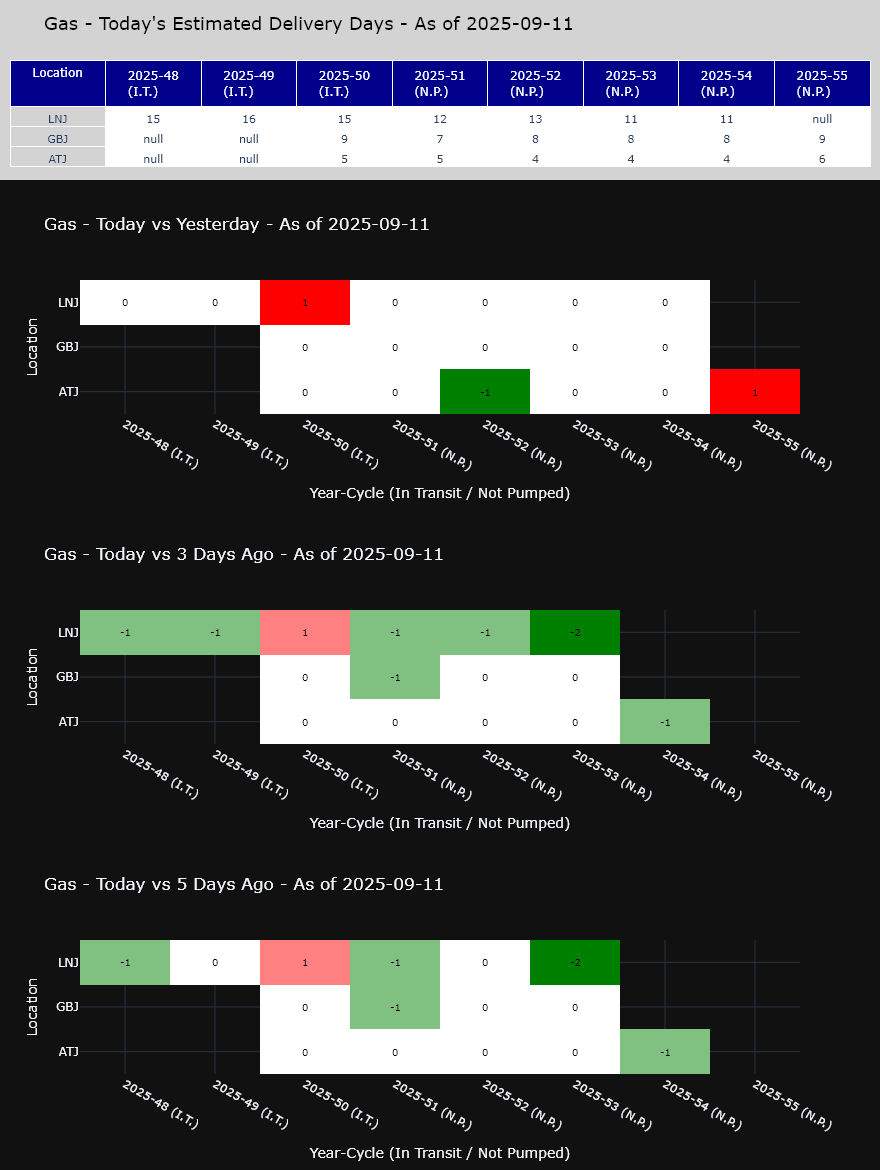 Gas - Today's Estimated Delivery Days - As of 2025-09-11
Location 2025-48 (I.T.) 2025-49 (I.T.) 2025-50 (I.T.) 2025-51 (N.P.) 2025-52 (N.P.) 2025-53 (N.P.) 2025-54 (N.P.) 2025-55 (N.P.)
LNJ 15 16 15 12 13 11 11 null
GBJ null null 9 7 8 8 8 9
ATJ null null 5 5 4 4 4 6
Gas - Today vs Yesterday - As of 2025-09-11
Location
LNJ 0 0 1 0 0 0 0
GBJ 0 0 0 0 0
ATJ 0 0 -1 0 0 1
2025-48 (I.T.) 2025-49 (I.T.) 2025-50 (I.T.) 2025-51 (N.P.) 2025-52 (N.P.) 2025-53 (N.P.) 2025-54 (N.P.) 2025-55 (N.P.)
Year-Cycle (In Transit / Not Pumped)
Gas - Today vs 3 Days Ago - As of 2025-09-11
Location
LNJ -1 -1 1 -1 -1 -2
GBJ 0 -1 0 0
ATJ 0 0 0 0 -1
2025-48 (I.T.) 2025-49 (I.T.) 2025-50 (I.T.) 2025-51 (N.P.) 2025-52 (N.P.) 2025-53 (N.P.) 2025-54 (N.P.) 2025-55 (N.P.)
Year-Cycle (In Transit / Not Pumped)
Gas - Today vs 5 Days Ago - As of 2025-09-11
Location
LNJ -1 0 1 -1 0 -2
GBJ 0 -1 0 0
ATJ 0 0 0 0 -1
2025-48 (I.T.) 2025-49 (I.T.) 2025-50 (I.T.) 2025-51 (N.P.) 2025-52 (N.P.) 2025-53 (N.P.) 2025-54 (N.P.) 2025-55 (N.P.)
Year-Cycle (In Transit / Not Pumped)